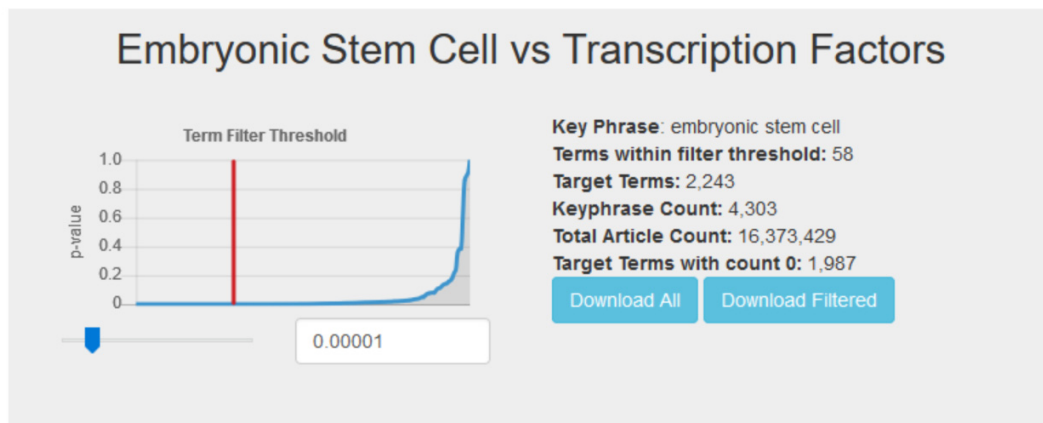 Embryonic Stem Cell vs Transcription Factors
Term Filter Threshold
1.0
0.8
0.6
0.4
0.2
0
p-value
0.00001
Key Phrase: embryonic stem cell
Terms within filter threshold: 58
Target Terms: 2,243
Keyphrase Count: 4,303
Total Article Count: 16,373,429
Target Terms with count 0: 1,987
Download All
Download Filtered